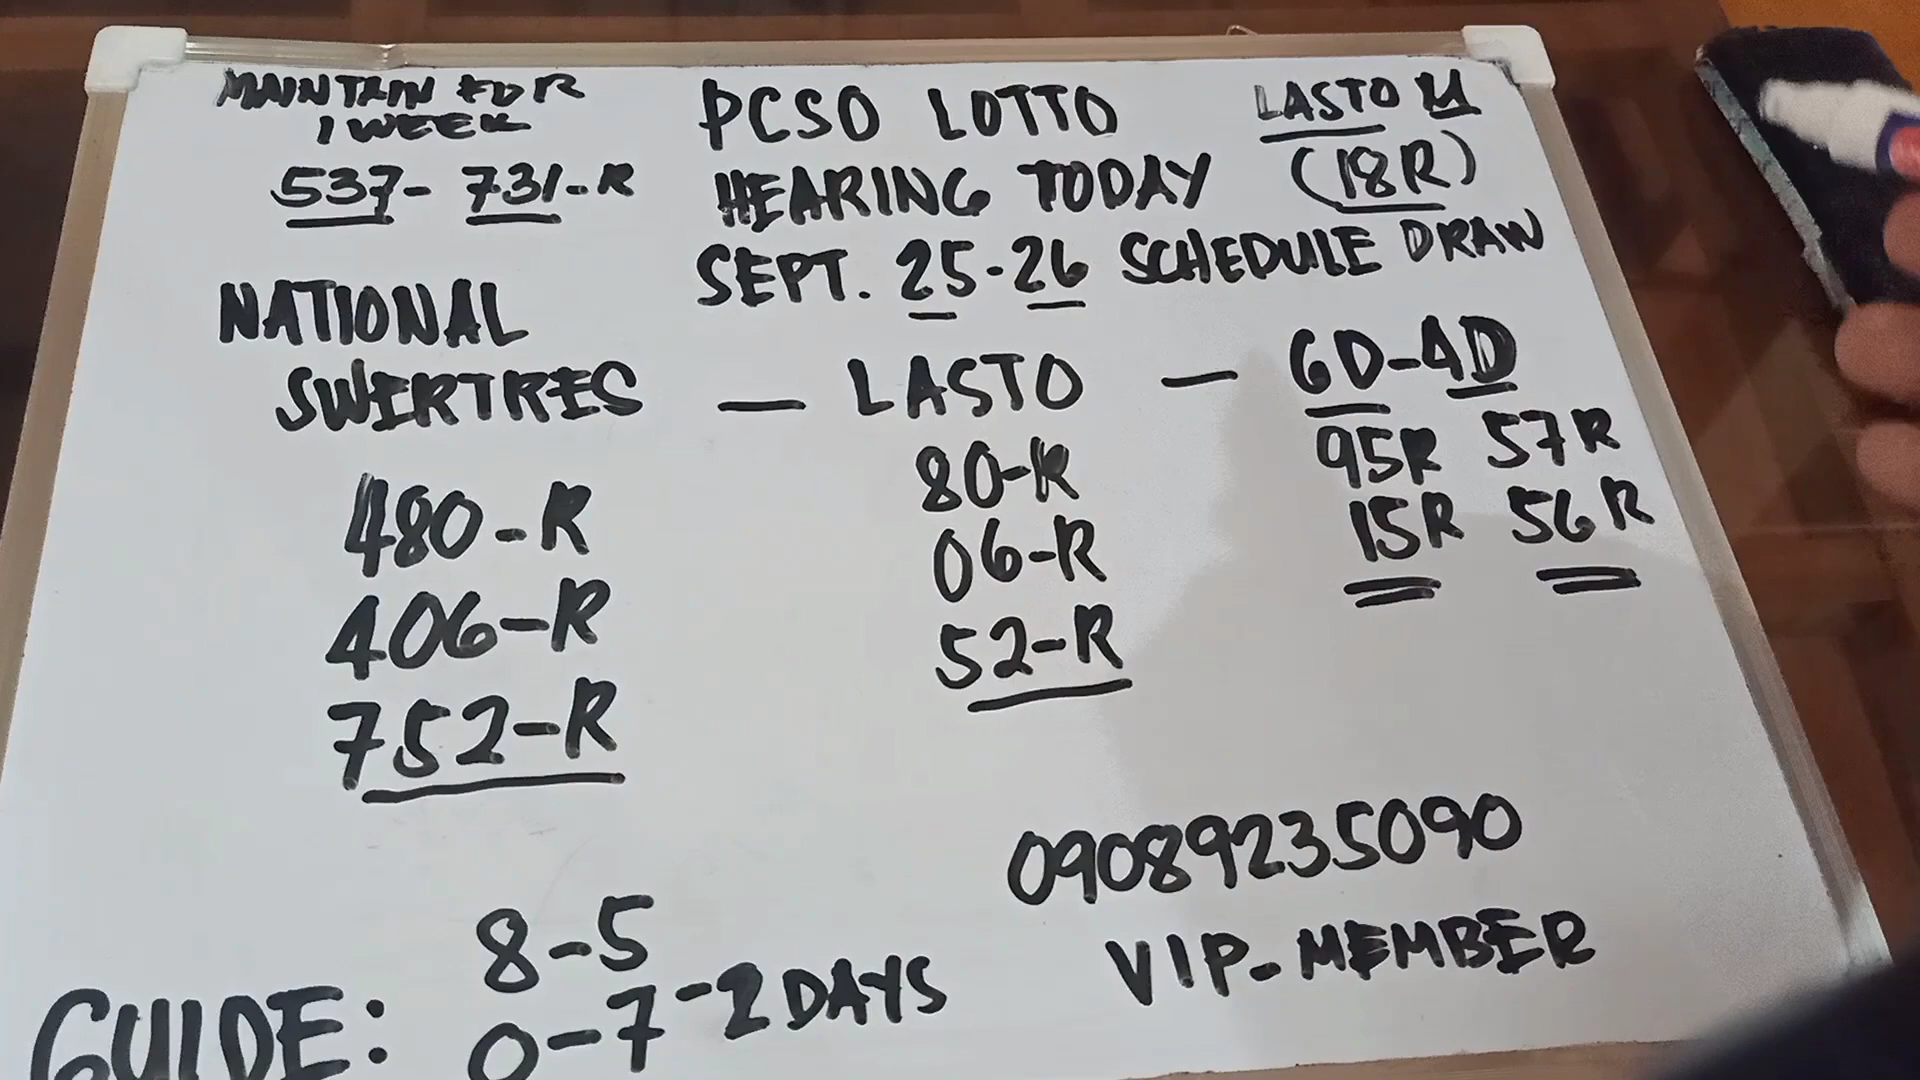 MAINTAIN FOR
1 WEEK
537- 731-R
PCSO LOTTO
HEARING TODAY
SEPT. 25-26 SCHEDULE DRAW
LASTO
(18R)
NATIONAL
SWERTRES — LASTO — 6D-4D
480-R
406-R
752-R
80-R
06-R
52-R
95R 57R
15R 56R
09089235090
VIP-MEMBER
GUIDE: 8-5
0-7-2 DAYS